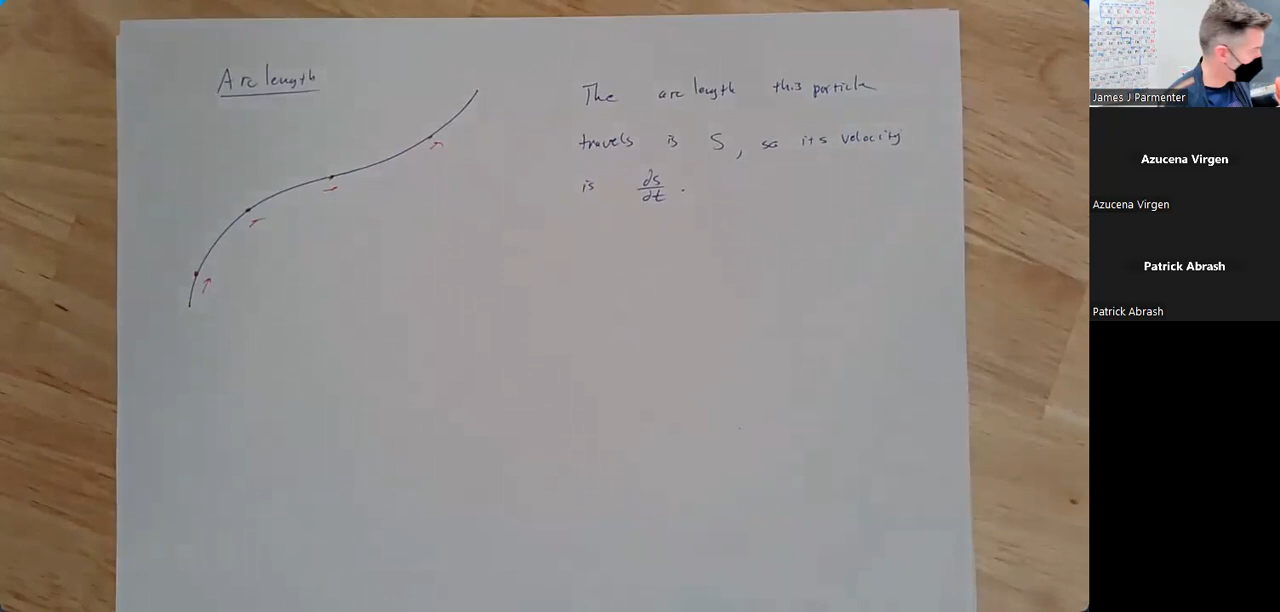 Arc length
The arc length this particle
travels is S, so its velocity
is ds/dt.
James J Parmenter
Azucena Virgen
Azucena Virgen
Patrick Abrash
Patrick Abrash